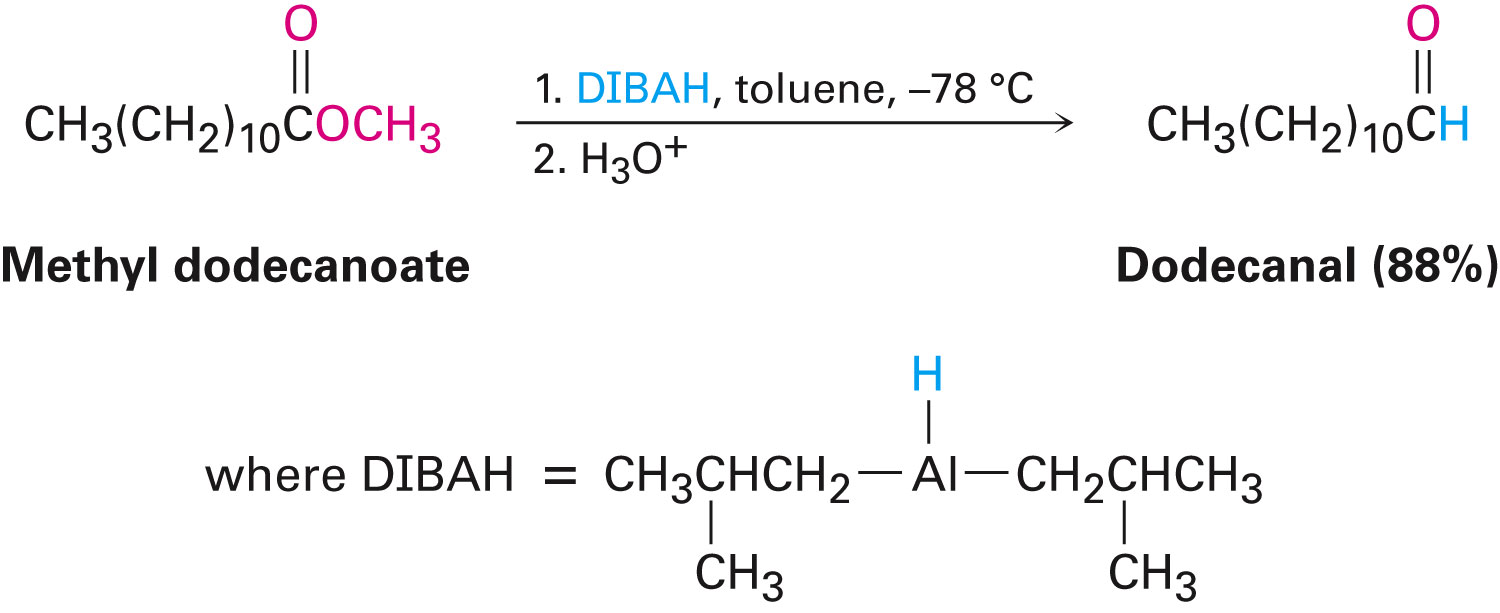 O O
1. DIBAH, toluene, –78 °C
CH₃(CH₂)₁₀COCH₃ CH₃(CH₂)₁₀CH
2. H₃O⁺
Methyl dodecanoate Dodecanal (88%)
H
where DIBAH = CH₃CHCH₂—Al—CH₂CHCH₃
CH₃ CH₃